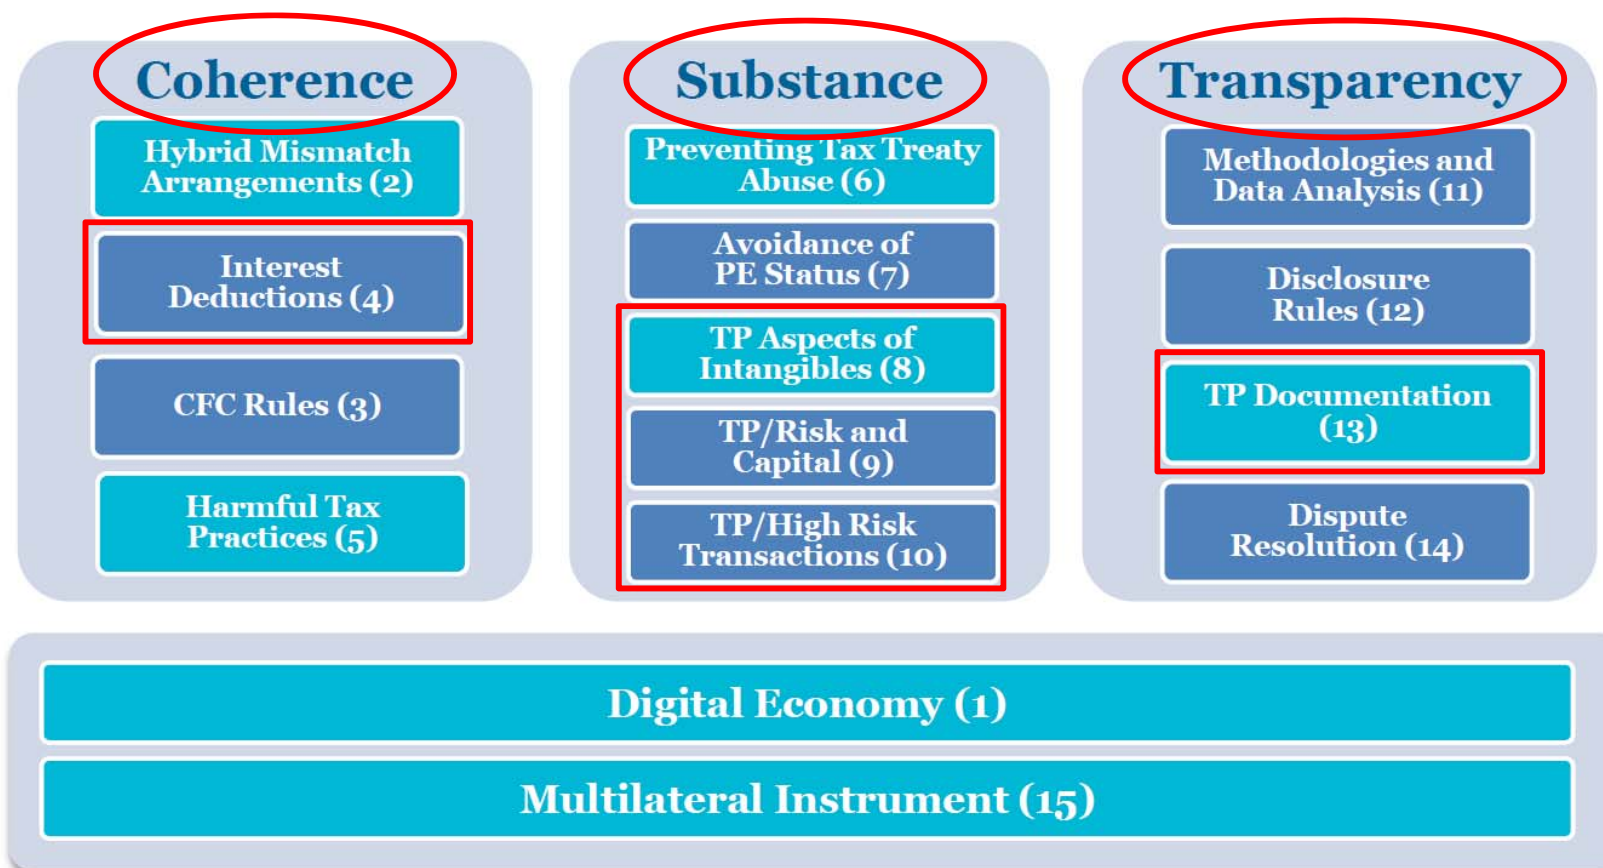 Coherence
Hybrid Mismatch
Arrangements (2)
Interest
Deductions (4)
CFC Rules (3)
Harmful Tax
Practices (5)
Substance
Preventing Tax Treaty
Abuse (6)
Avoidance of
PE Status (7)
TP Aspects of
Intangibles (8)
TP/Risk and
Capital (9)
TP/High Risk
Transactions (10)
Transparency
Methodologies and
Data Analysis (11)
Disclosure
Rules (12)
TP Documentation
(13)
Dispute
Resolution (14)
Digital Economy (1)
Multilateral Instrument (15)